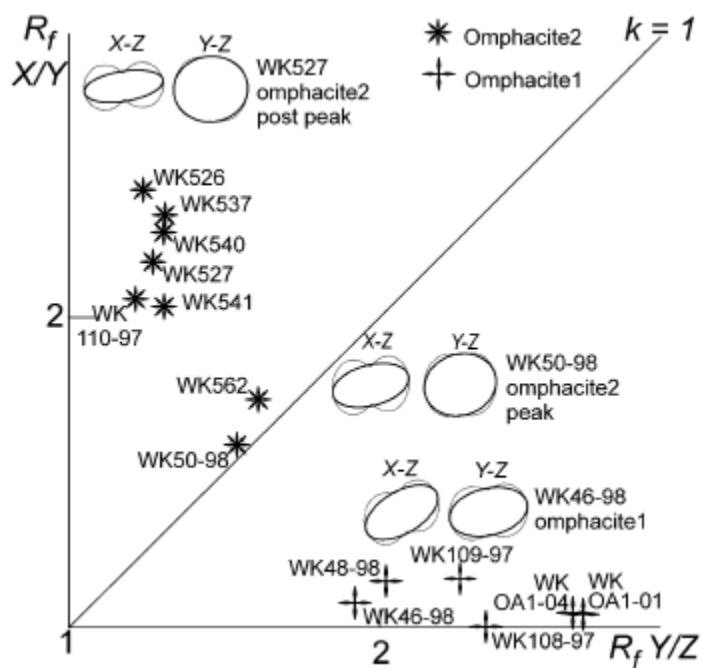 Rf
X/Y
X-Z
Y-Z
WK527
omphacite2
post peak
Omphacite2
Omphacite1
k = 1
WK526
WK537
WK540
WK527
WK541
2
WK
110-97
WK562
WK50-98
X-Z
Y-Z
WK50-98
omphacite2
peak
X-Z
Y-Z
WK46-98
omphacite1
WK48-98
WK109-97
WK46-98
WK
OA1-04
WK
OA1-01
WK108-97
1
2
Rf Y/Z